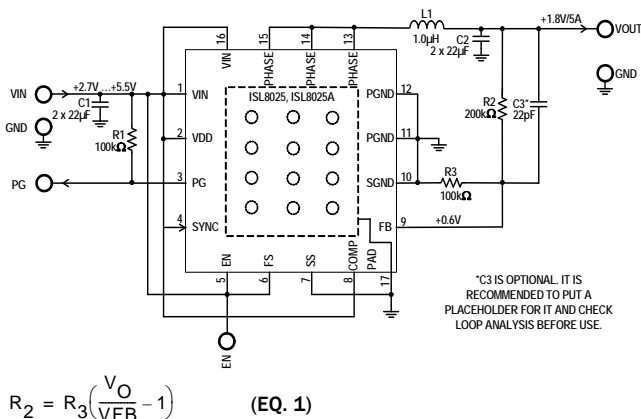 16
15
14
13
L1
1.0µH
C2
2 x 22µF
+1.8V/5A
VOUT
GND
VIN
PHASE
PHASE
PHASE
VIN
+2.7V …+5.5V
C1
2 x 22µF
GND
R1
100kΩ
PG
1
VIN
2
VDD
3
PG
4
SYNC
ISL8025, ISL8025A
PGND
12
PGND
11
SGND
10
FB
9
R3
100kΩ
R2
200kΩ
C3*
22pF
+0.6V
EN
FS
SS
COMP
PAD
5
6
7
8
17
EN
*C3 IS OPTIONAL. IT IS
RECOMMENDED TO PUT A
PLACEHOLDER FOR IT AND CHECK
LOOP ANALYSIS BEFORE USE.
R2 = R3(VO/VFB – 1) (EQ. 1)